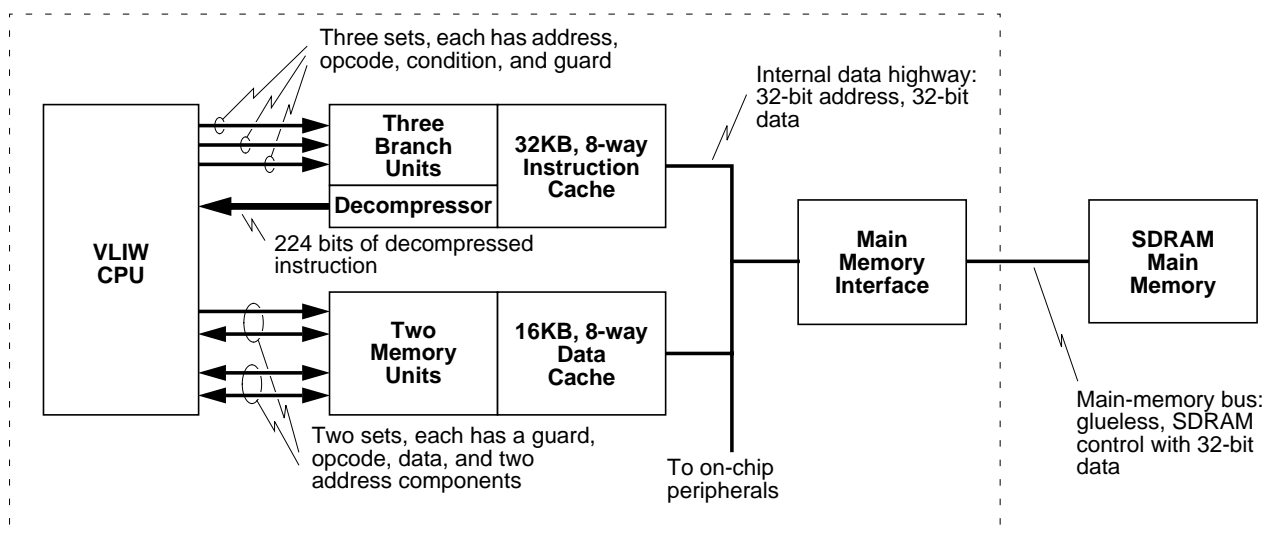 Three sets, each has address,
opcode, condition, and guard
Internal data highway:
32-bit address, 32-bit
data
Three
Branch
Units
32KB, 8-way
Instruction
Cache
Decompressor
224 bits of decompressed
instruction
VLIW
CPU
Main
Memory
Interface
SDRAM
Main
Memory
Two
Memory
Units
16KB, 8-way
Data
Cache
Two sets, each has a guard,
opcode, data, and two
address components
To on-chip
peripherals
Main-memory bus:
glueless, SDRAM
control with 32-bit
data